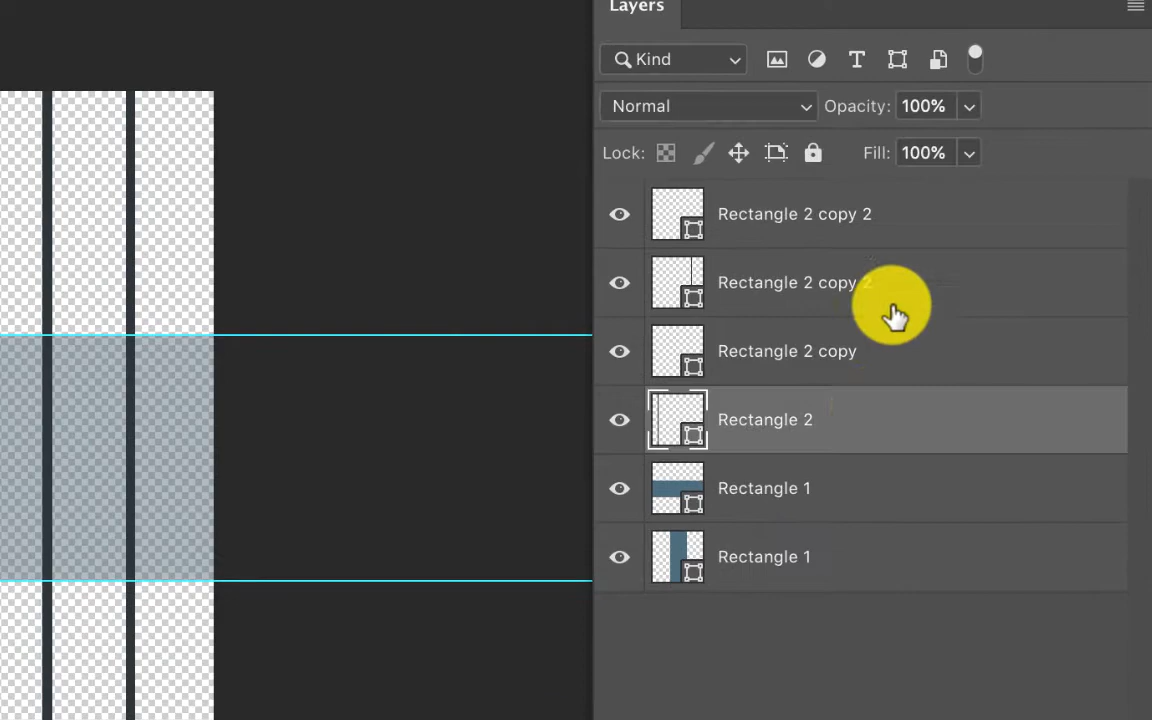 Layers
Kind
Normal Opacity: 100%
Lock: Fill: 100%
Rectangle 2 copy 2
Rectangle 2 copy 2
Rectangle 2 copy
Rectangle 2
Rectangle 1
Rectangle 1